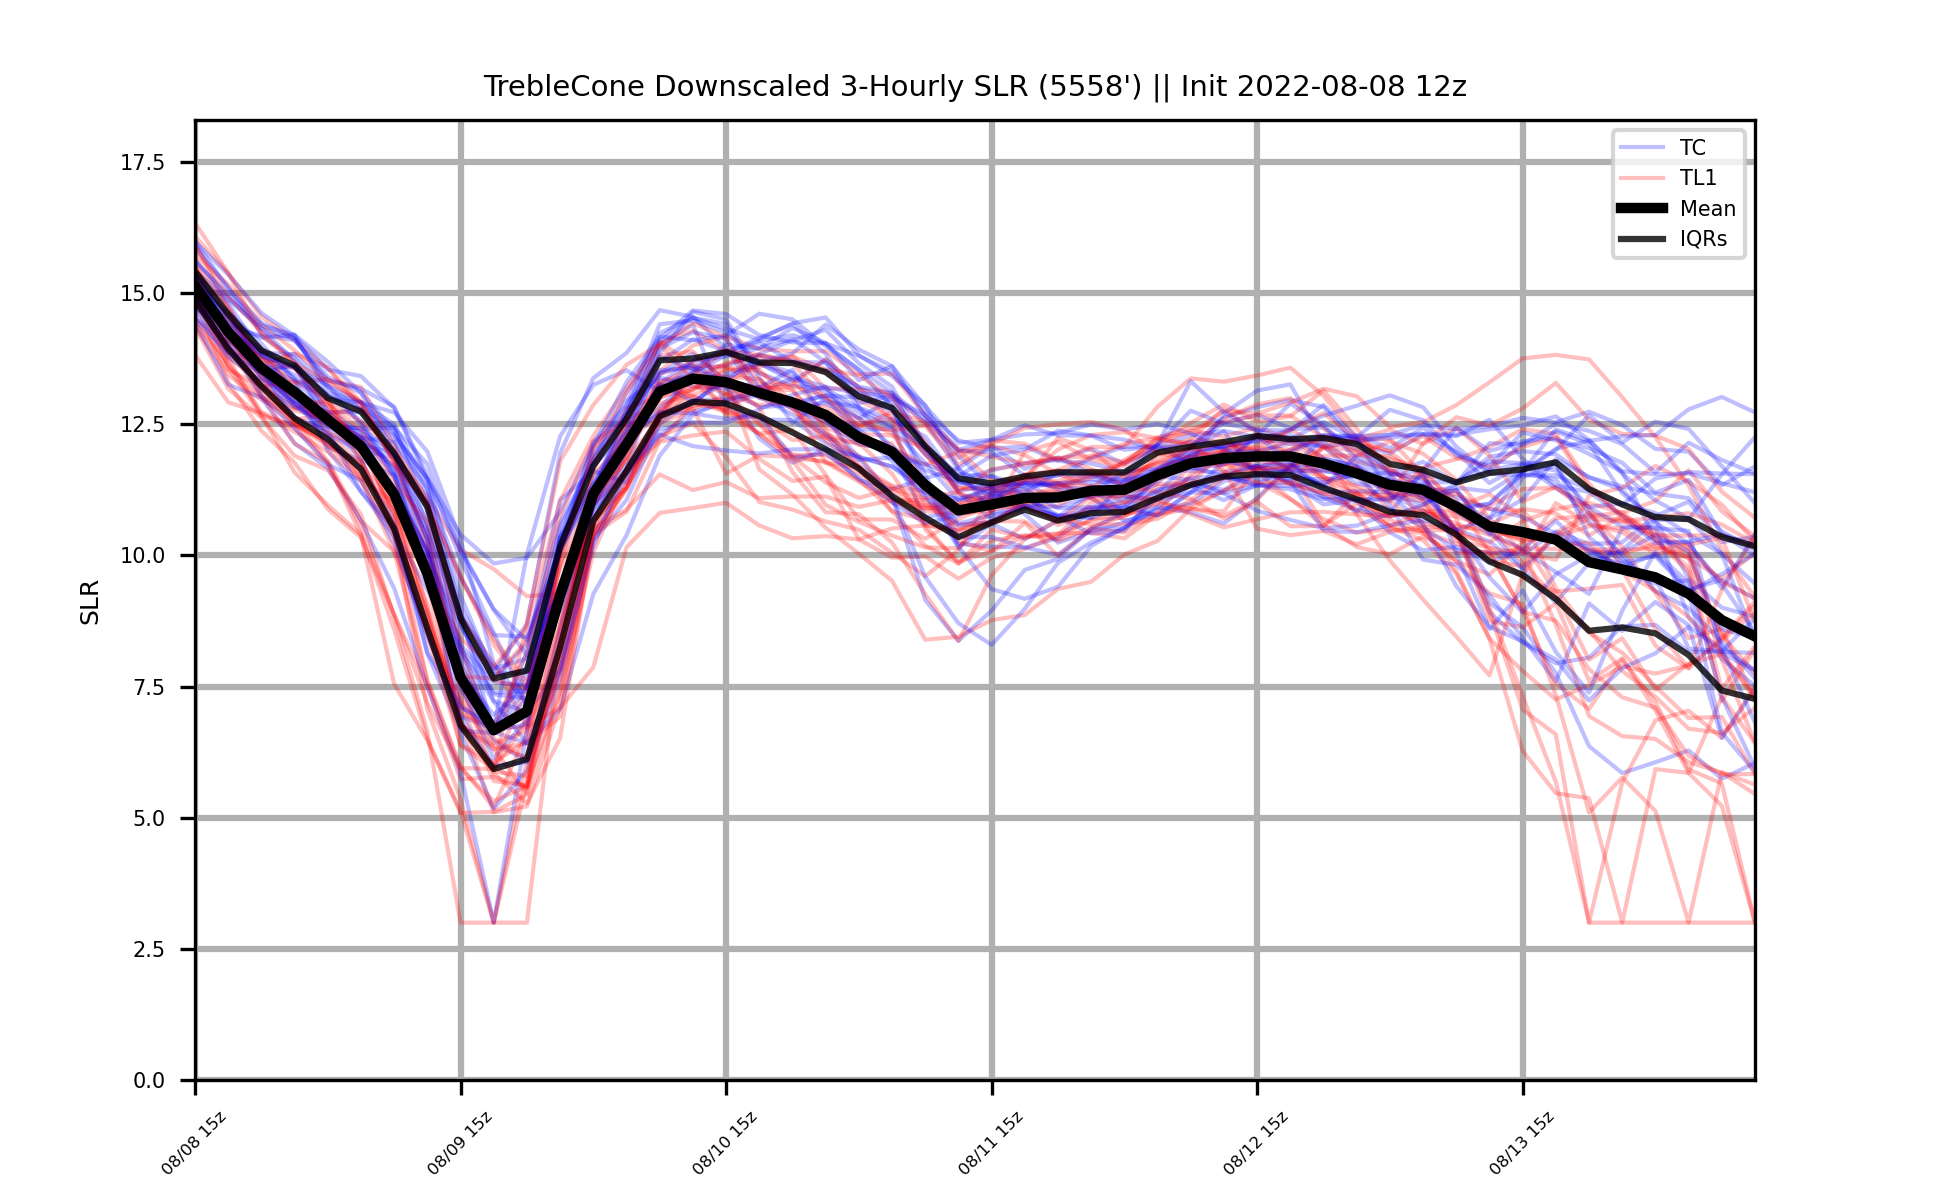 TrebleCone Downscaled 3-Hourly SLR (5558') || Init 2022-08-08 12z
TC
TL1
Mean
IQRs
SLR
17.5
15.0
12.5
10.0
7.5
5.0
2.5
0.0
08/08 15z
08/09 15z
08/10 15z
08/11 15z
08/12 15z
08/13 15z